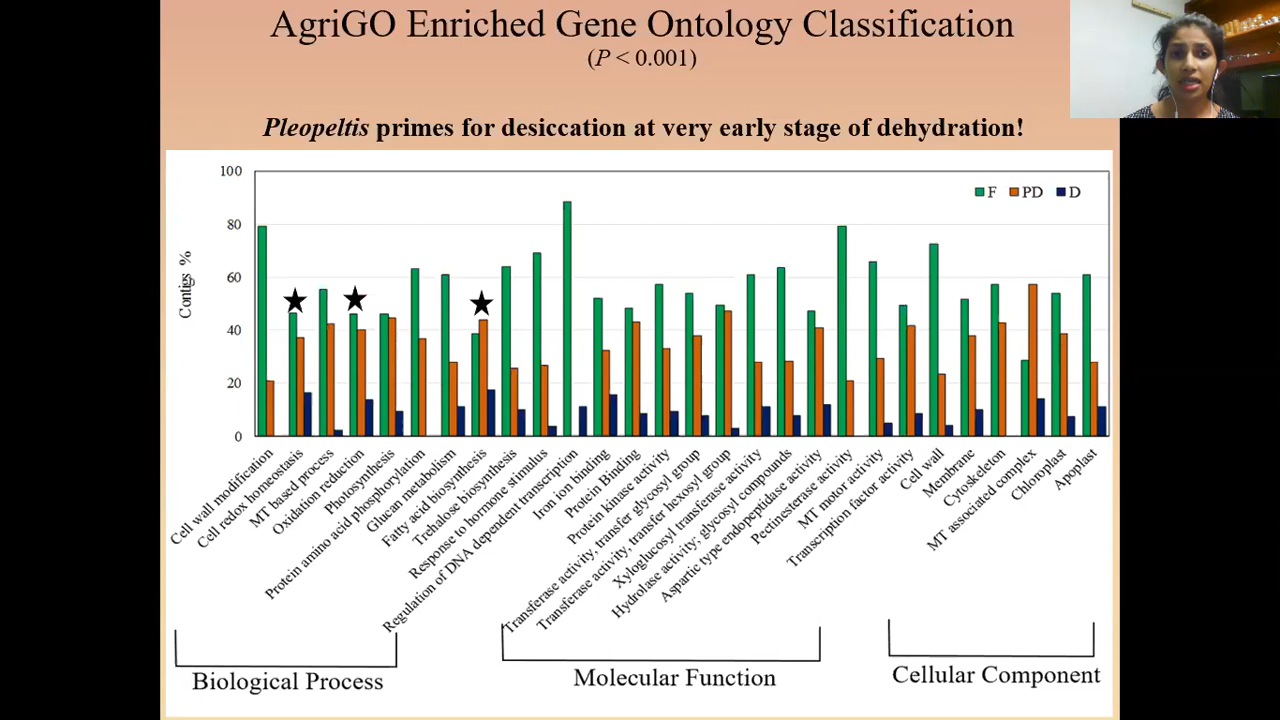 AgriGO Enriched Gene Ontology Classification
(P < 0.001)
Pleopeltis primes for desiccation at very early stage of dehydration!
F PD D
Contigs %
100
80
60
40
20
0
Cell wall modification
Cell redox homeostasis
MT based process
Oxidation reduction
Photosynthesis
Protein amino acid phosphorylation
Glucan metabolism
Fatty acid biosynthesis
Trehalose biosynthesis
Response to hormone stimulus
Regulation of DNA dependent transcription
Iron ion binding
Protein Binding
Protein kinase activity
Transferase activity, transfer glycosyl group
Transferase activity, transfer hexosyl group
Xyloglucosyl transferase activity
Hydrolase activity; glycosyl compounds
Aspartic type endopeptidase activity
Pectinesterase activity
MT motor activity
Transcription factor activity
Cell wall
Membrane
Cytoskeleton
MT associated complex
Chloroplast
Apoplast
Biological Process
Molecular Function
Cellular Component